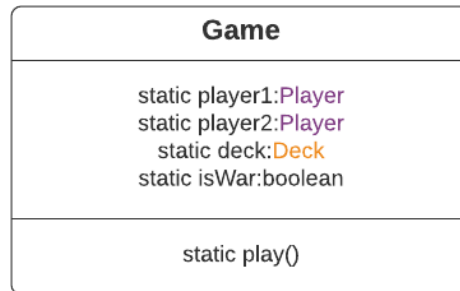 Game
static player1:Player
static player2:Player
static deck:Deck
static isWar:boolean
static play()